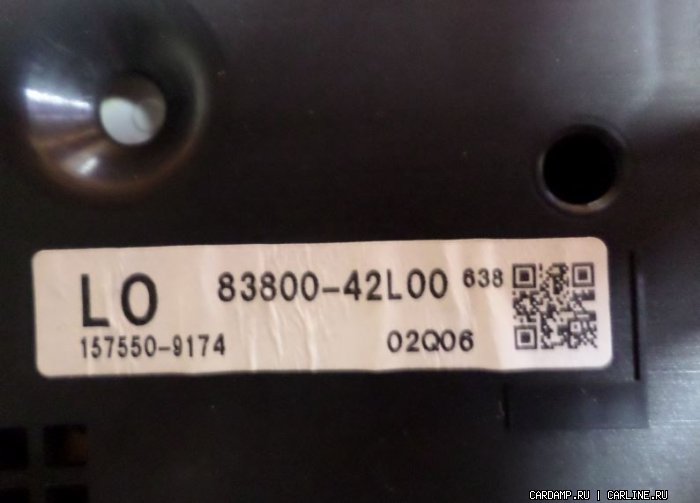 LO 83800-42L00 638
157550-9174 02Q06
CARDAMP.RU | CARLINE.RU